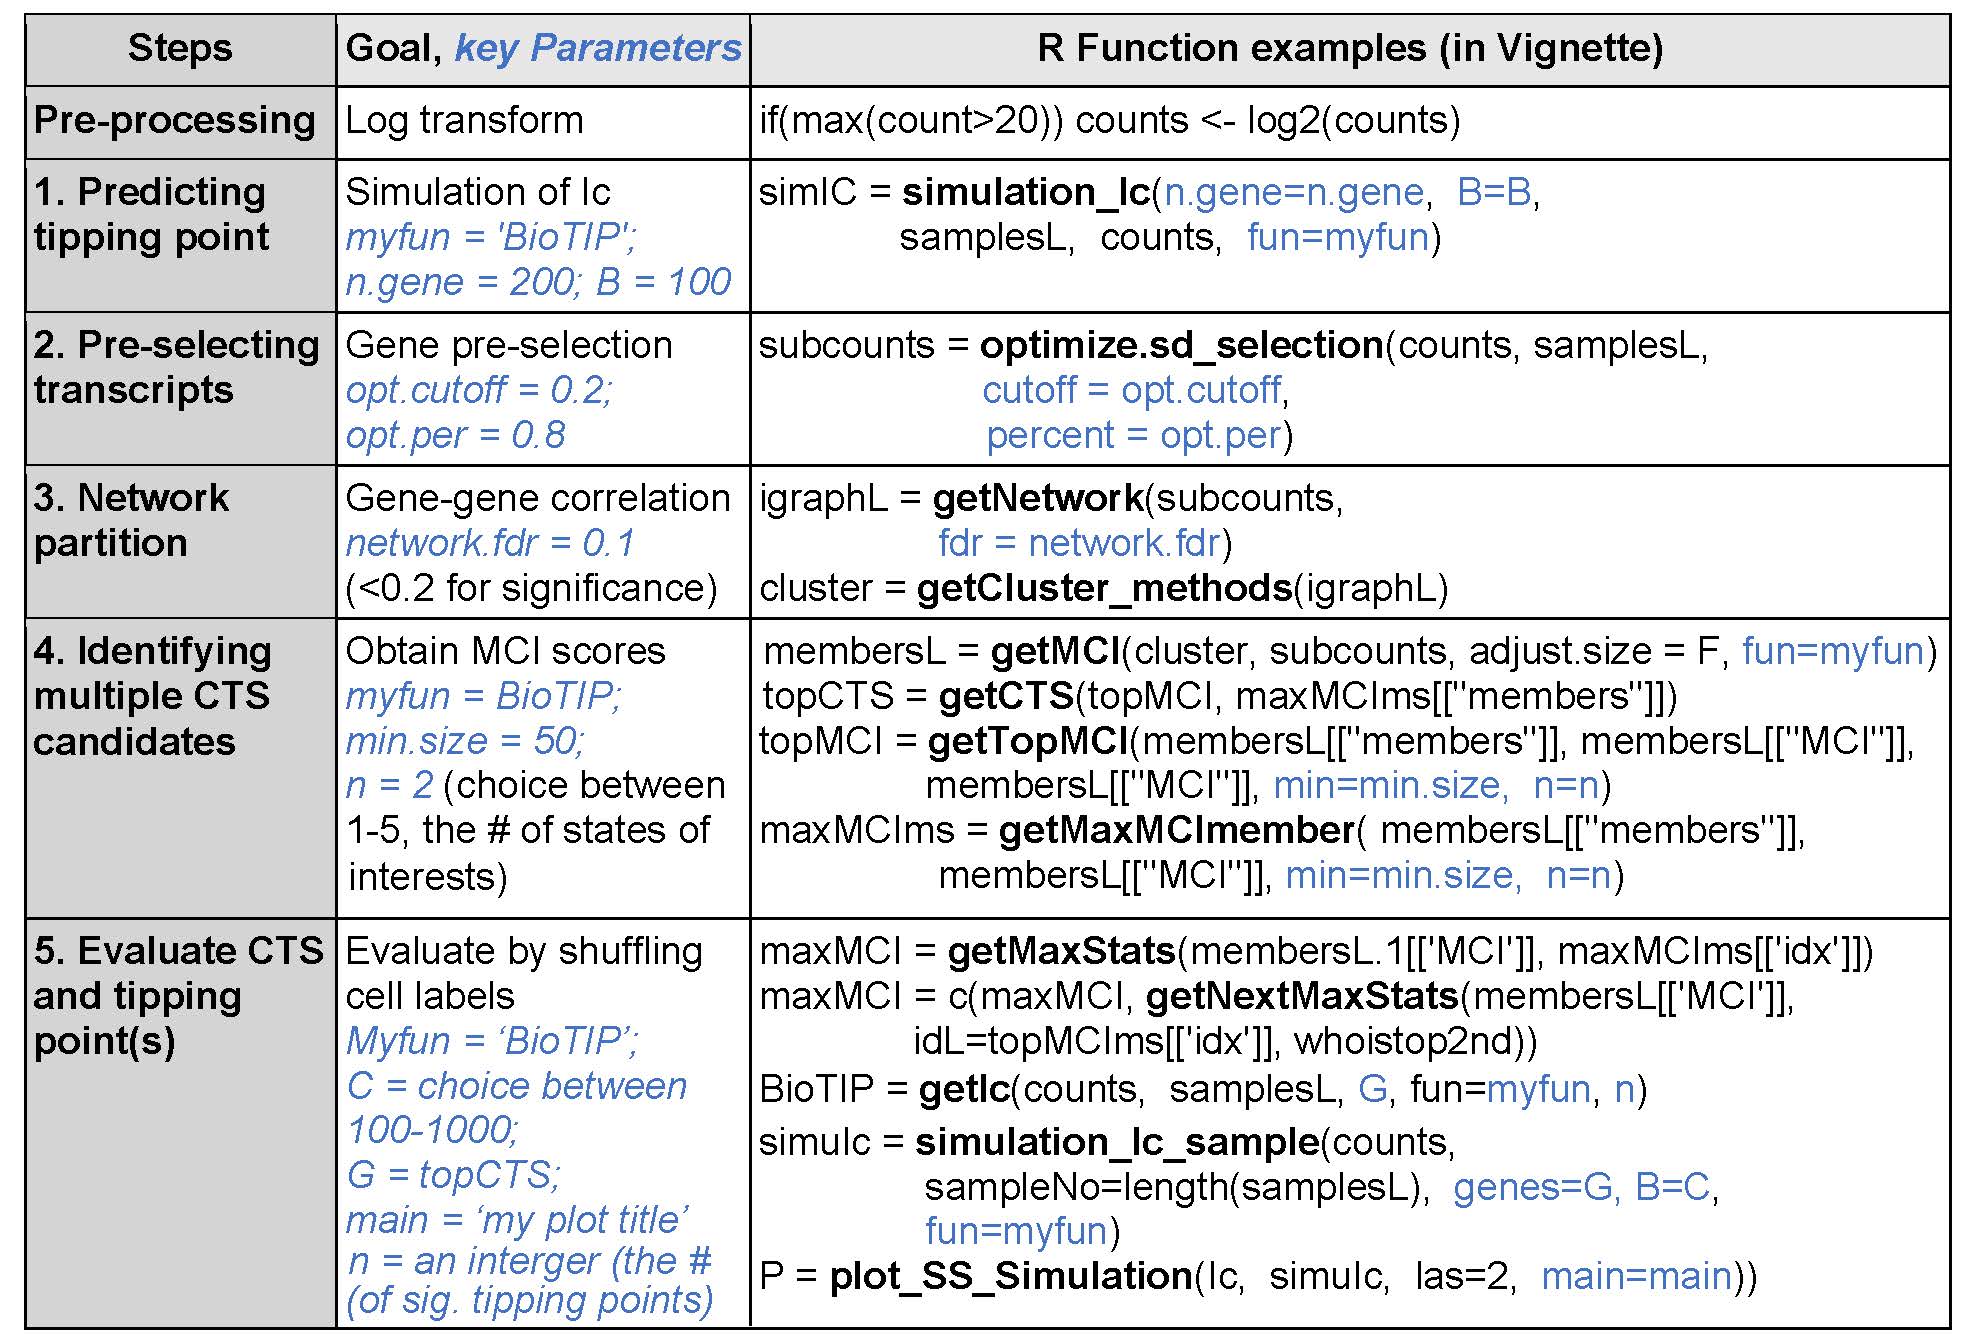 Steps
Goal, key Parameters
R Function examples (in Vignette)
Pre-processing
Log transform
if(max(count>20)) counts <- log2(counts)
1. Predicting
tipping point
Simulation of Ic
myfun = 'BioTIP';
n.gene = 200; B = 100
simIC = simulation_Ic(n.gene=n.gene, B=B,
samplesL, counts, fun=myfun)
2. Pre-selecting
transcripts
Gene pre-selection
opt.cutoff = 0.2;
opt.per = 0.8
subcounts = optimize.sd_selection(counts, samplesL,
cutoff = opt.cutoff,
percent = opt.per)
3. Network
partition
Gene-gene correlation
network.fdr = 0.1
(<0.2 for significance)
igraphL = getNetwork(subcounts,
fdr = network.fdr)
cluster = getCluster_methods(igraphL)
4. Identifying
multiple CTS
candidates
Obtain MCI scores
myfun = BioTIP;
min.size = 50;
n = 2 (choice between
1-5, the # of states of
interests)
membersL = getMCI(cluster, subcounts, adjust.size = F, fun=myfun)
topCTS = getCTS(topMCI, maxMCIms[["members"]])
topMCI = getTopMCI(membersL[["members"]], membersL[["MCI"]],
membersL[["MCI"]], min=min.size, n=n)
maxMCIms = getMaxMCImember( membersL[["members"]],
membersL[["MCI"]], min=min.size, n=n)
5. Evaluate CTS
and tipping
point(s)
Evaluate by shuffling
cell labels
Myfun = ‘BioTIP’;
C = choice between
100-1000;
G = topCTS;
main = ‘my plot title’
n = an interger (the #
(of sig. tipping points)
maxMCI = getMaxStats(membersL.1[['MCI']], maxMCIms[['idx']])
maxMCI = c(maxMCI, getNextMaxStats(membersL[['MCI']],
idL=topMCIms[['idx']], whoistop2nd))
BioTIP = getIc(counts, samplesL, G, fun=myfun, n)
simuIc = simulation_Ic_sample(counts,
sampleNo=length(samplesL), genes=G, B=C,
fun=myfun)
P = plot_SS_Simulation(Ic, simuIc, las=2, main=main))